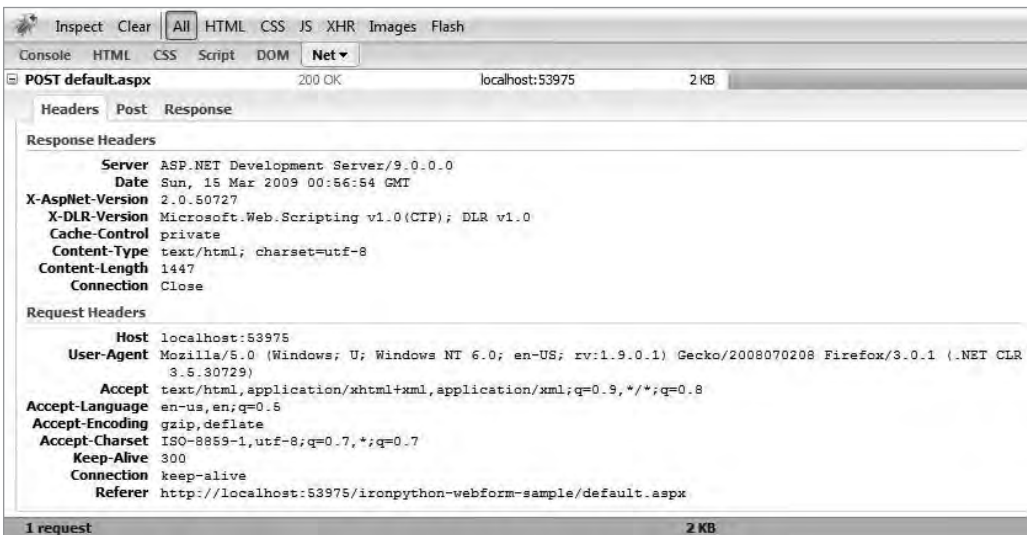 Inspect Clear All HTML CSS JS XHR Images Flash
Console HTML CSS Script DOM Net
POST default.aspx 200 OK localhost:53975 2 KB
Headers Post Response
Response Headers
Server ASP.NET Development Server/9.0.0.0
Date Sun, 15 Mar 2009 00:56:54 GMT
X-AspNet-Version 2.0.50727
X-DLR-Version Microsoft.Web.Scripting v1.0(CTP); DLR v1.0
Cache-Control private
Content-Type text/html; charset=utf-8
Content-Length 1447
Connection Close
Request Headers
Host localhost:53975
User-Agent Mozilla/5.0 (Windows; U; Windows NT 6.0; en-US; rv:1.9.0.1) Gecko/2008070208 Firefox/3.0.1 (.NET CLR
3.5.30729)
Accept text/html,application/xhtml+xml,application/xml;q=0.9,*/*;q=0.8
Accept-Language en-us,en;q=0.5
Accept-Encoding gzip,deflate
Accept-Charset ISO-8859-1,utf-8;q=0.7,*;q=0.7
Keep-Alive 300
Connection keep-alive
Referer http://localhost:53975/ironpython-webform-sample/default.aspx
1 request 2 KB